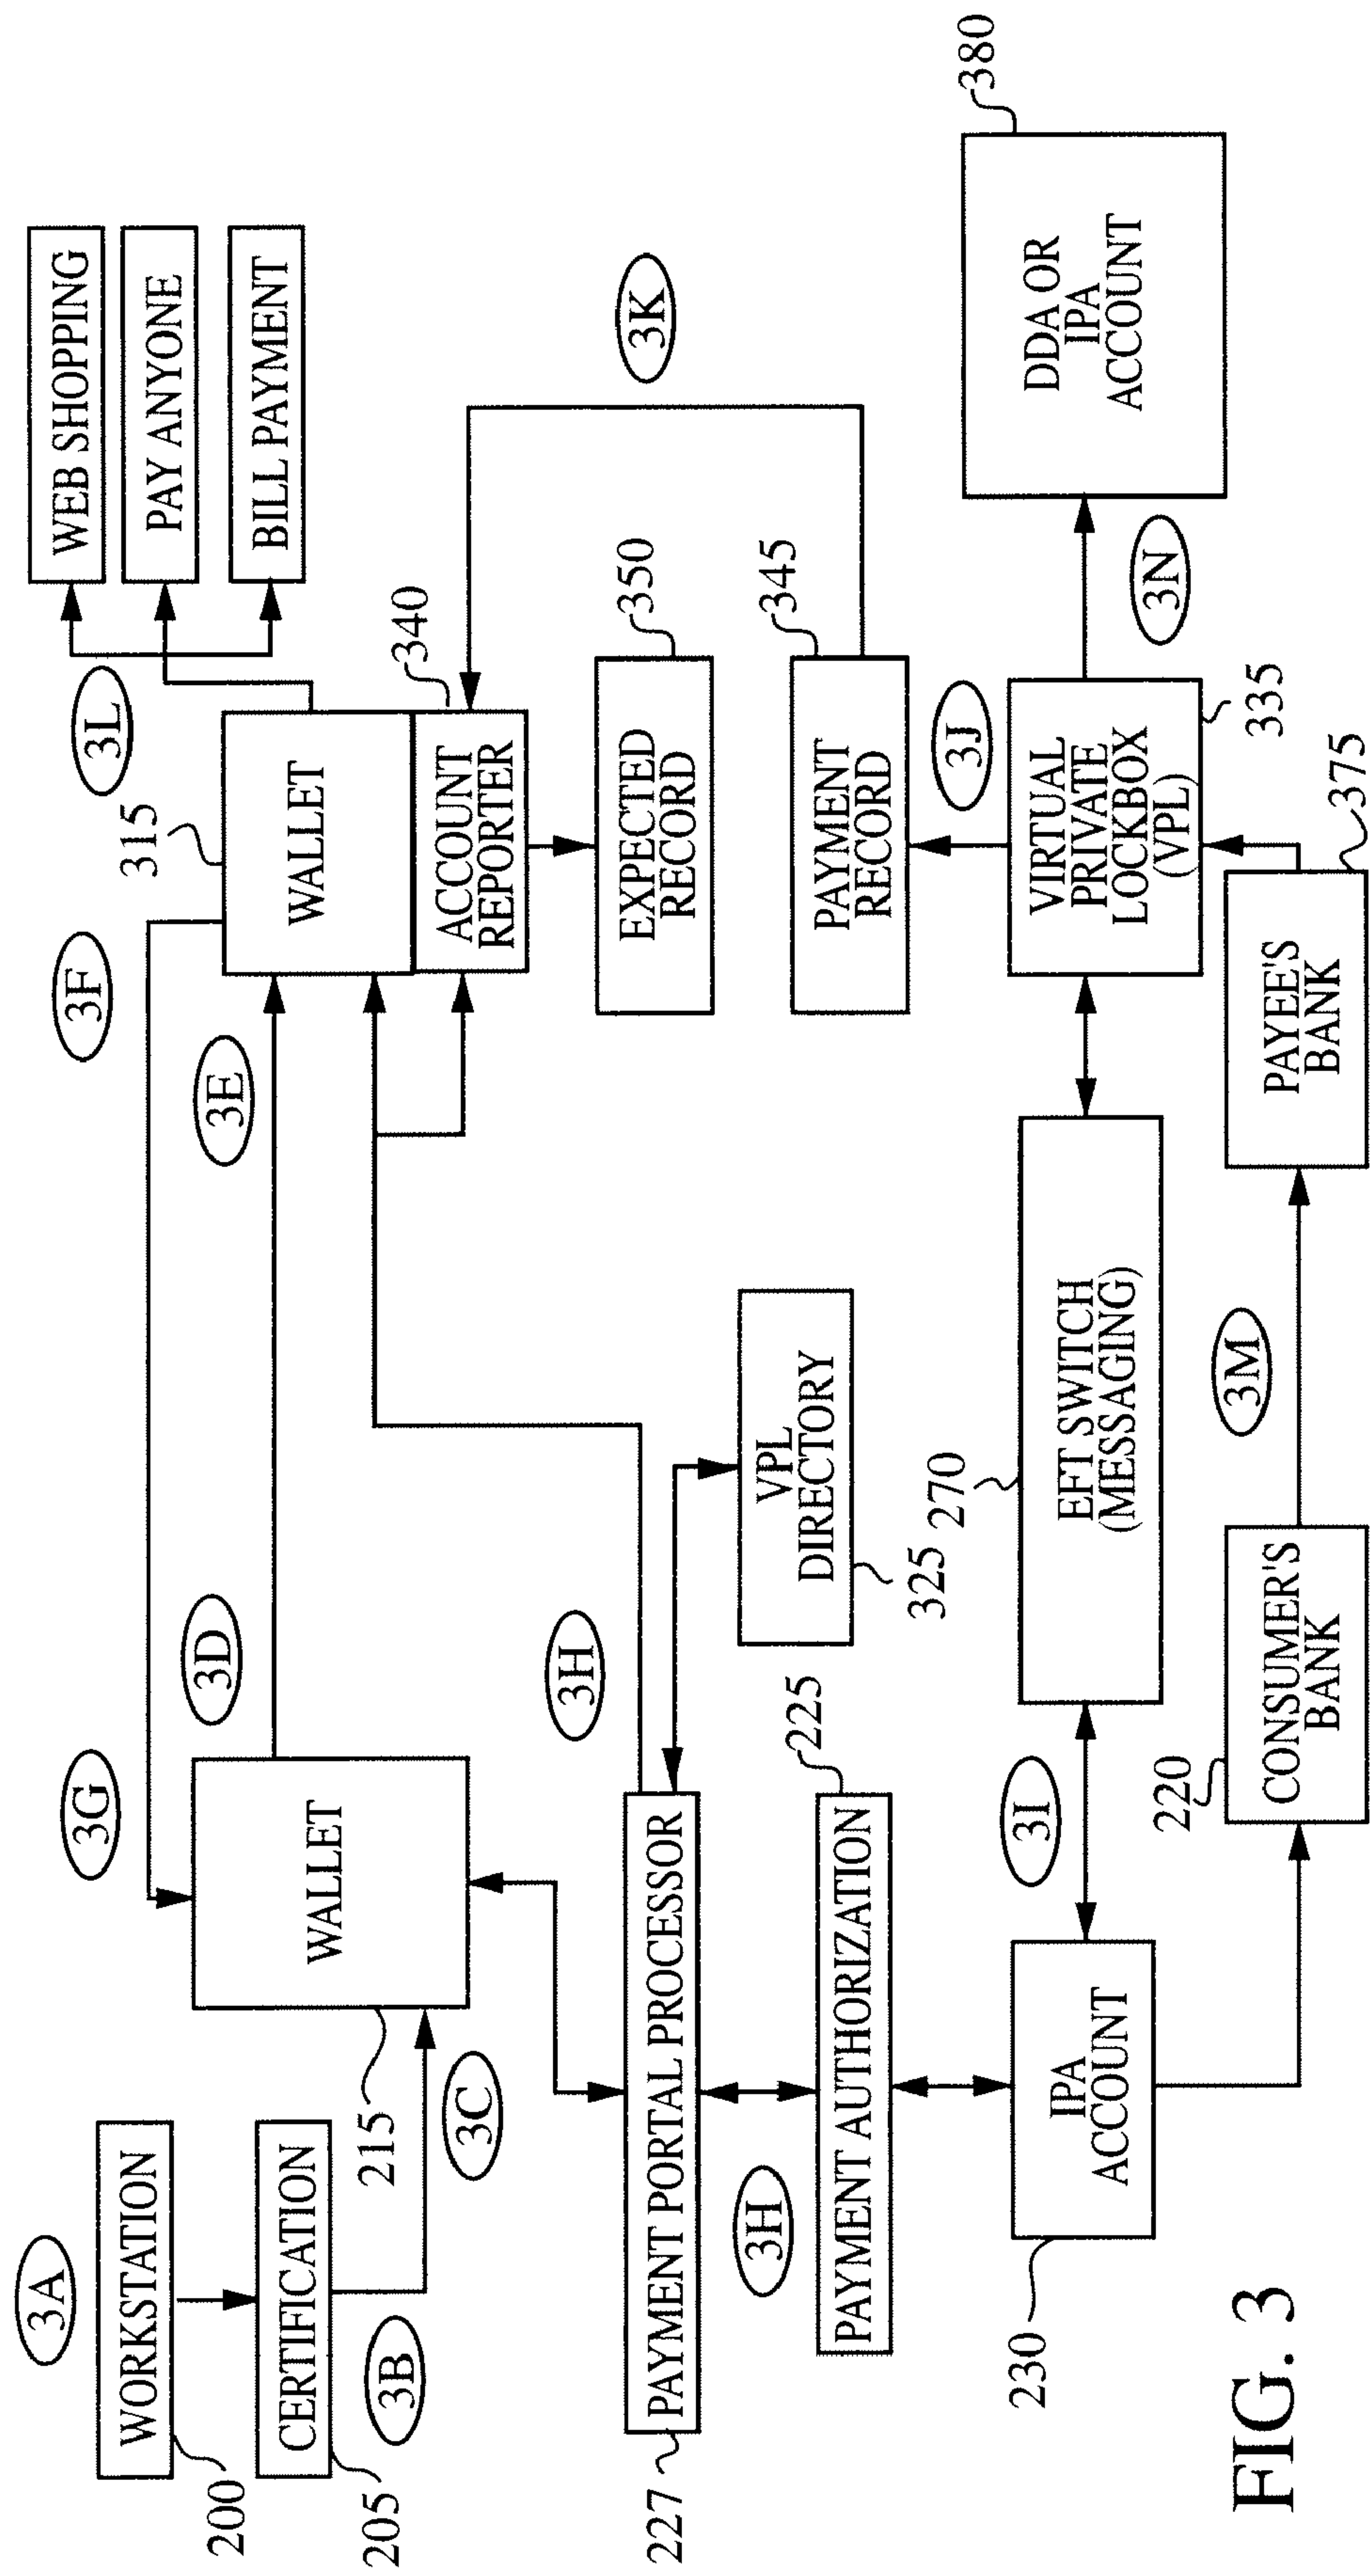 3A
WORKSTATION
200
CERTIFICATION
205
3B
3C
3G
3D
WALLET
215
3F
3E
315
WALLET
3L
WEB SHOPPING
PAY ANYONE
BILL PAYMENT
ACCOUNT
REPORTER
340
EXPECTED
RECORD
350
3K
3H
PAYMENT PORTAL PROCESSOR
227
VPL
DIRECTORY
325
3H
PAYMENT AUTHORIZATION
225
PAYMENT
RECORD
345
3J
IPA
ACCOUNT
230
3I
EFT SWITCH
(MESSAGING)
270
VIRTUAL
PRIVATE
LOCKBOX
(VPL)
335
3N
DDA OR
IPA
ACCOUNT
380
220
CONSUMER'S
BANK
3M
PAYEE'S
BANK
375
FIG. 3